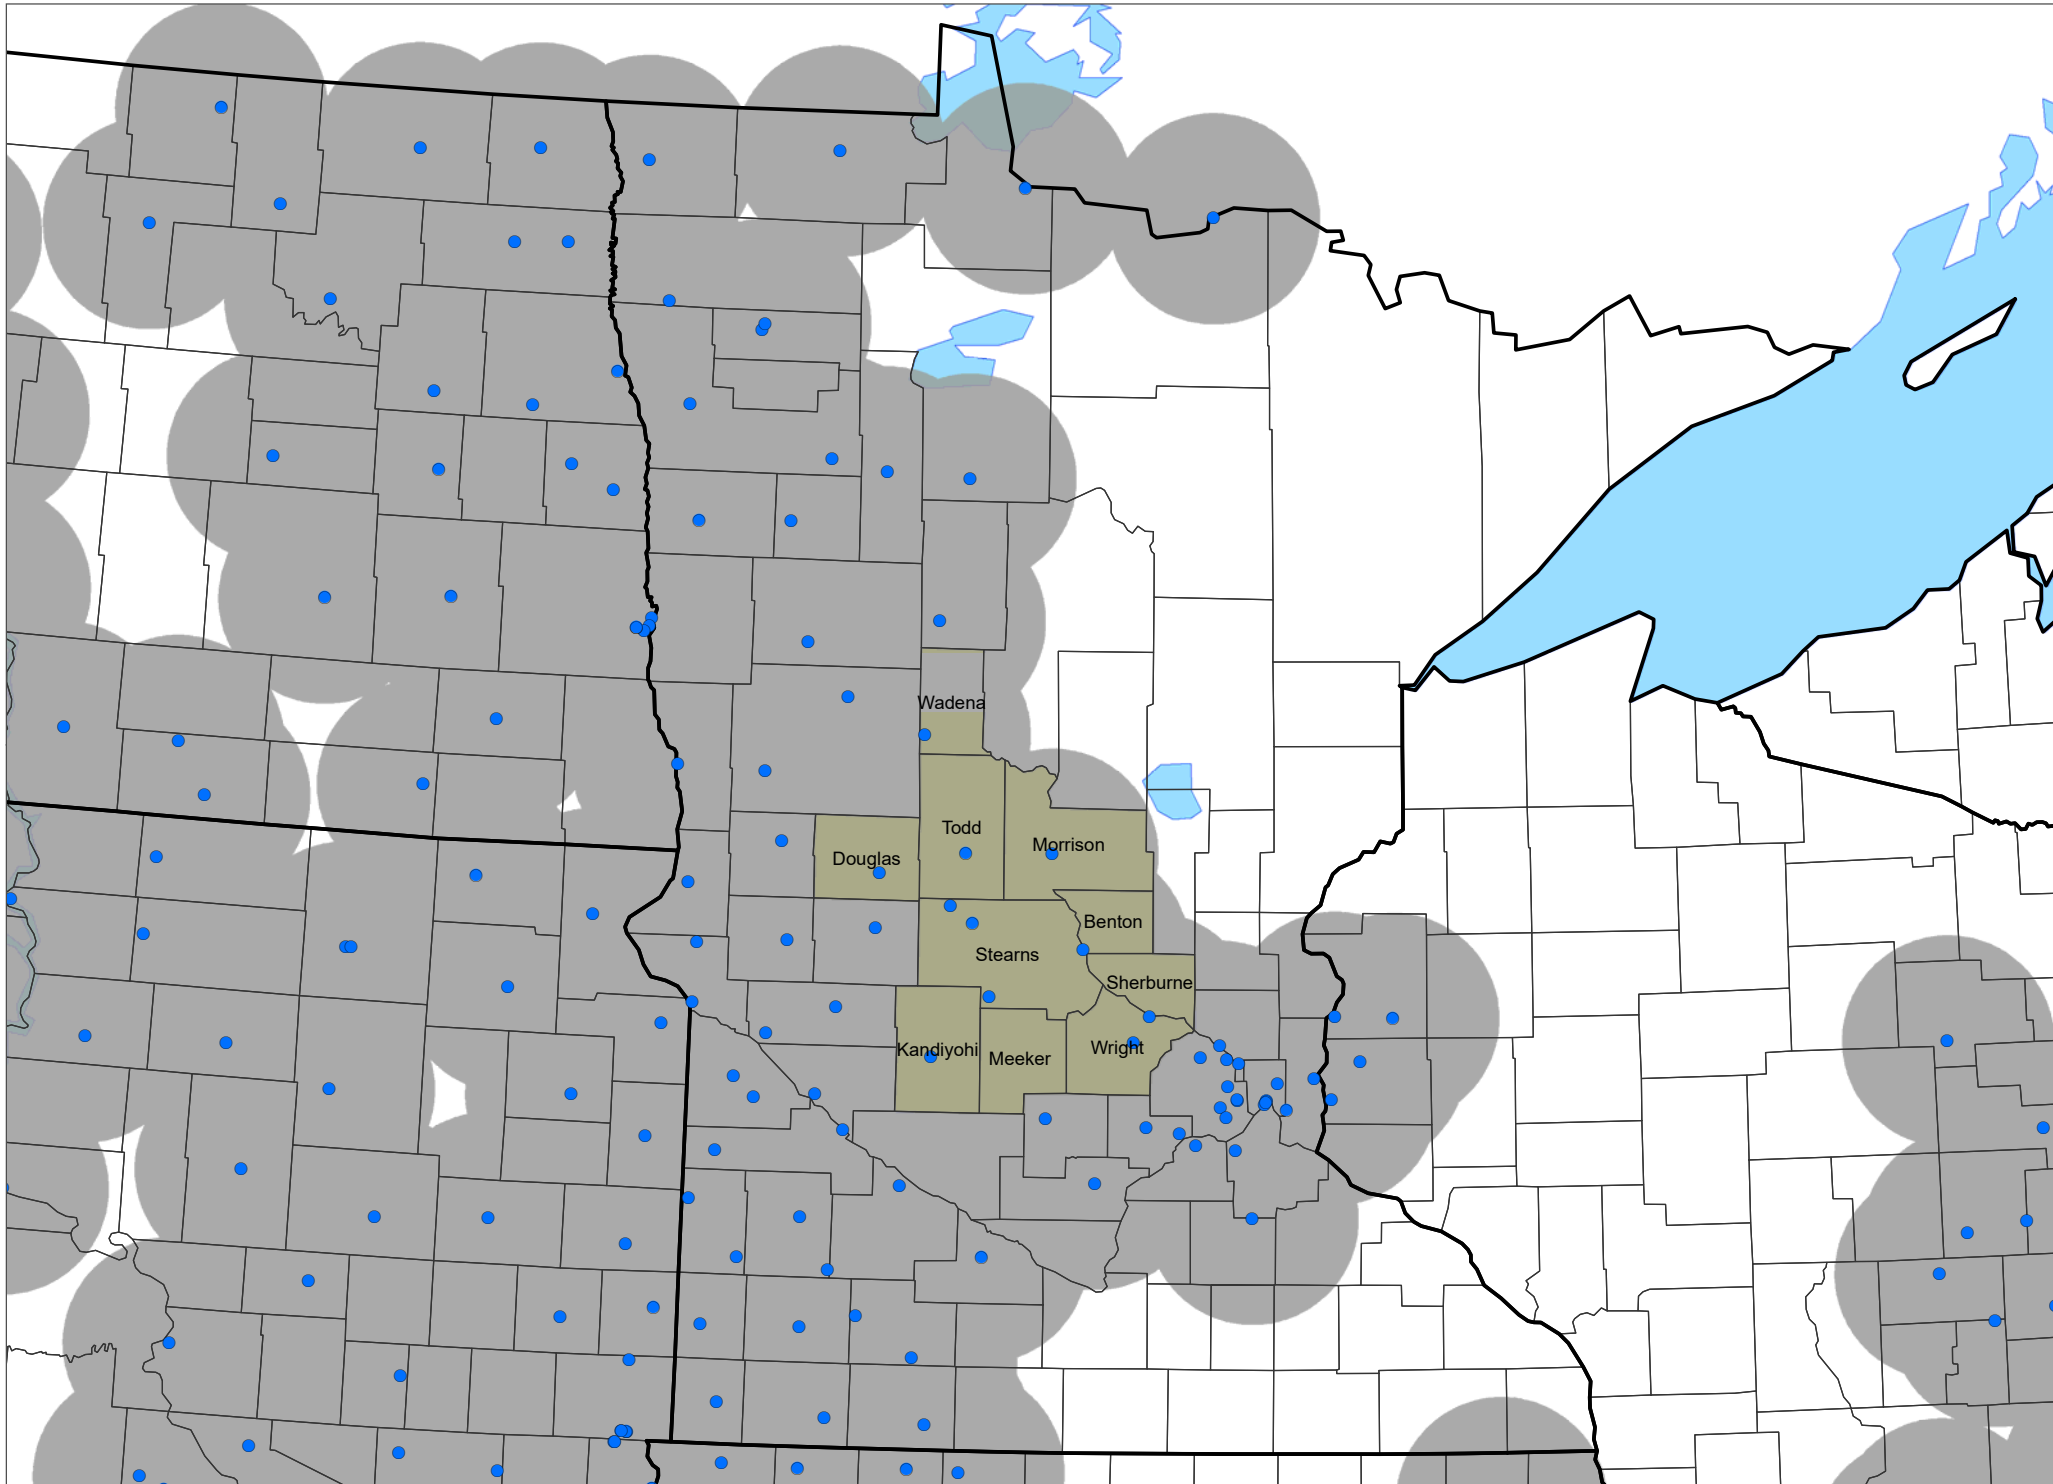 Wadena
Todd
Morrison
Douglas
Benton
Stearns
Sherburne
Kandiyohi
Meeker
Wright